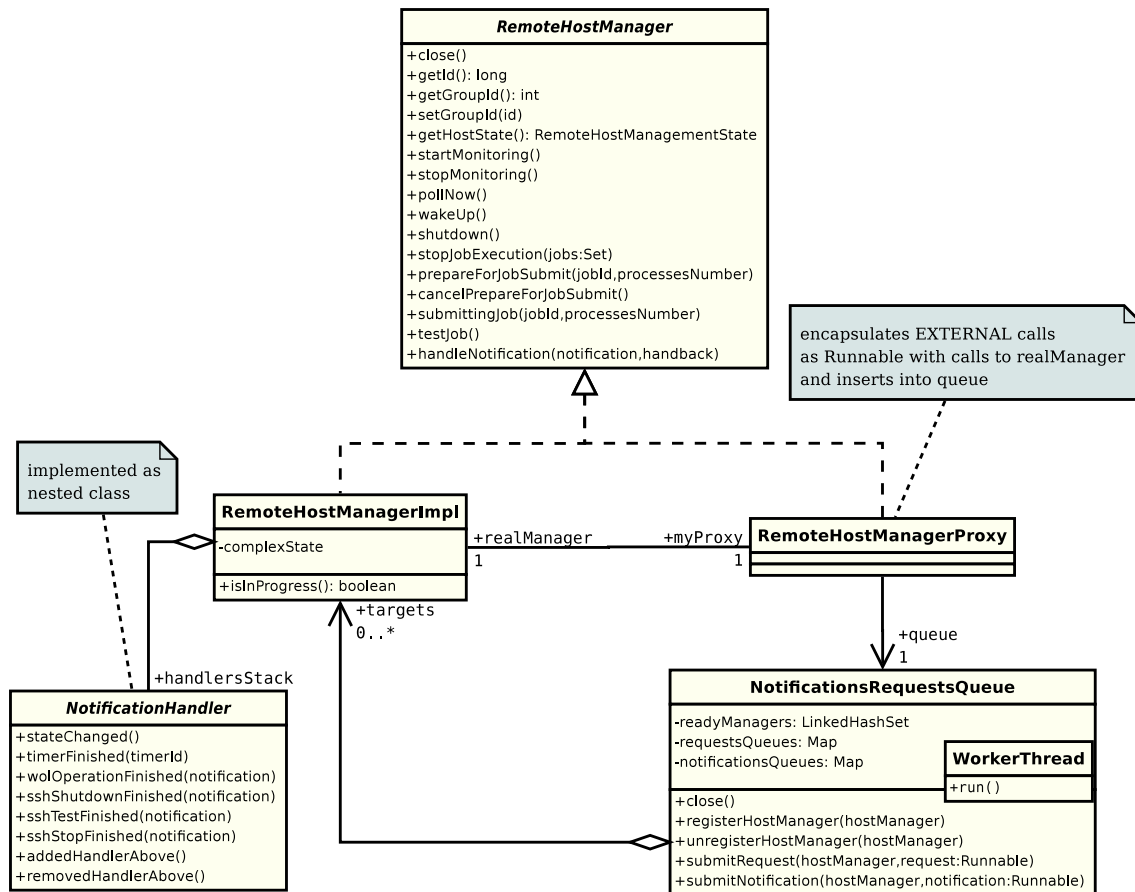 RemoteHostManager
+close()
+getId(): long
+getGroupId(): int
+setGroupId(id)
+getHostState(): RemoteHostManagementState
+startMonitoring()
+stopMonitoring()
+pollNow()
+wakeUp()
+shutdown()
+stopJobExecution(jobs:Set)
+prepareForJobSubmit(jobId,processesNumber)
+cancelPrepareForJobSubmit()
+submittingJob(jobId,processesNumber)
+testJob()
+handleNotification(notification,handback)
encapsulates EXTERNAL calls
as Runnable with calls to realManager
and inserts into queue
implemented as
nested class
RemoteHostManagerImpl
-complexState
+isInProgress(): boolean
+realManager
1
+myProxy
1
RemoteHostManagerProxy
+targets
0..*
+queue
1
+handlersStack
NotificationHandler
+stateChanged()
+timerFinished(timerId)
+wolOperationFinished(notification)
+sshShutdownFinished(notification)
+sshTestFinished(notification)
+sshStopFinished(notification)
+addedHandlerAbove()
+removedHandlerAbove()
NotificationsRequestsQueue
-readyManagers: LinkedHashSet
-requestsQueues: Map
-notificationsQueues: Map
WorkerThread
+run()
+close()
+registerHostManager(hostManager)
+unregisterHostManager(hostManager)
+submitRequest(hostManager,request:Runnable)
+submitNotification(hostManager,notification:Runnable)